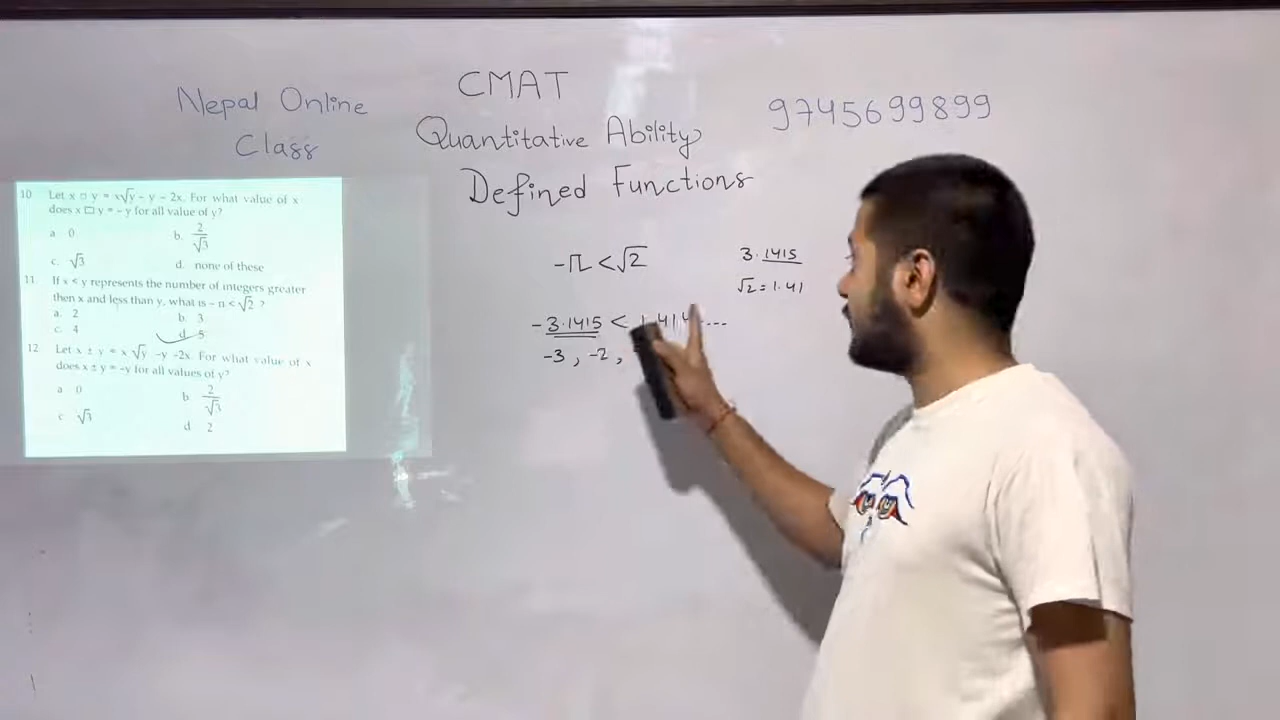 CMAT
Nepal Online
Class
Quantitative Ability
9745699899
Defined Functions
10 Let x □ y = x√y - y - 2x. For what value of x
does x □ y = - y for all value of y?
a 0
b. 2/√3
c. √3
d. none of these
11. If x < y represents the number of integers greater
then x and less than y, what is - π < √2 ?
a. 2
b. 3
c. 4
d 5
12 Let x ± y = x √y -y -2x. For what value of x
does x ± y = -y for all values of y?
a 0
b 2/√3
c √3
d 2
-π < √2
3.1415
√2 = 1.41
-3.1415 < 1.414...
-3, -2,